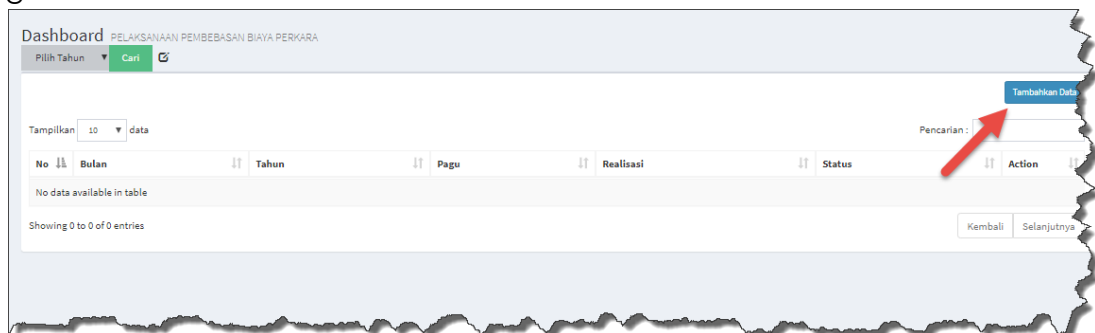 Dashboard PELAKSANAAN PEMBEBASAN BIAYA PERKARA
Pilih Tahun Cari
Tambahkan Data
Tampilkan 10 data Pencarian :
No Bulan Tahun Pagu Realisasi Status Action
No data available in table
Showing 0 to 0 of 0 entries Kembali Selanjutnya